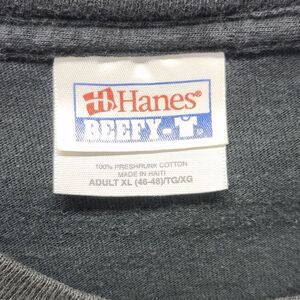 Hanes®
BEEFY-T®
100% PRESHRUNK COTTON
MADE IN HAITI
ADULT XL (46-48)/TG/XG